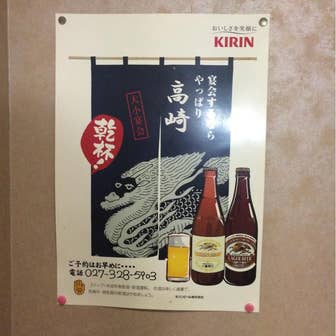 おいしさを笑顔に
KIRIN
宴会するなら
やっぱり
高崎
大小宴会
乾杯!
ご予約はお早めに・・・・
電話 027-328-5903
LAGER BEER